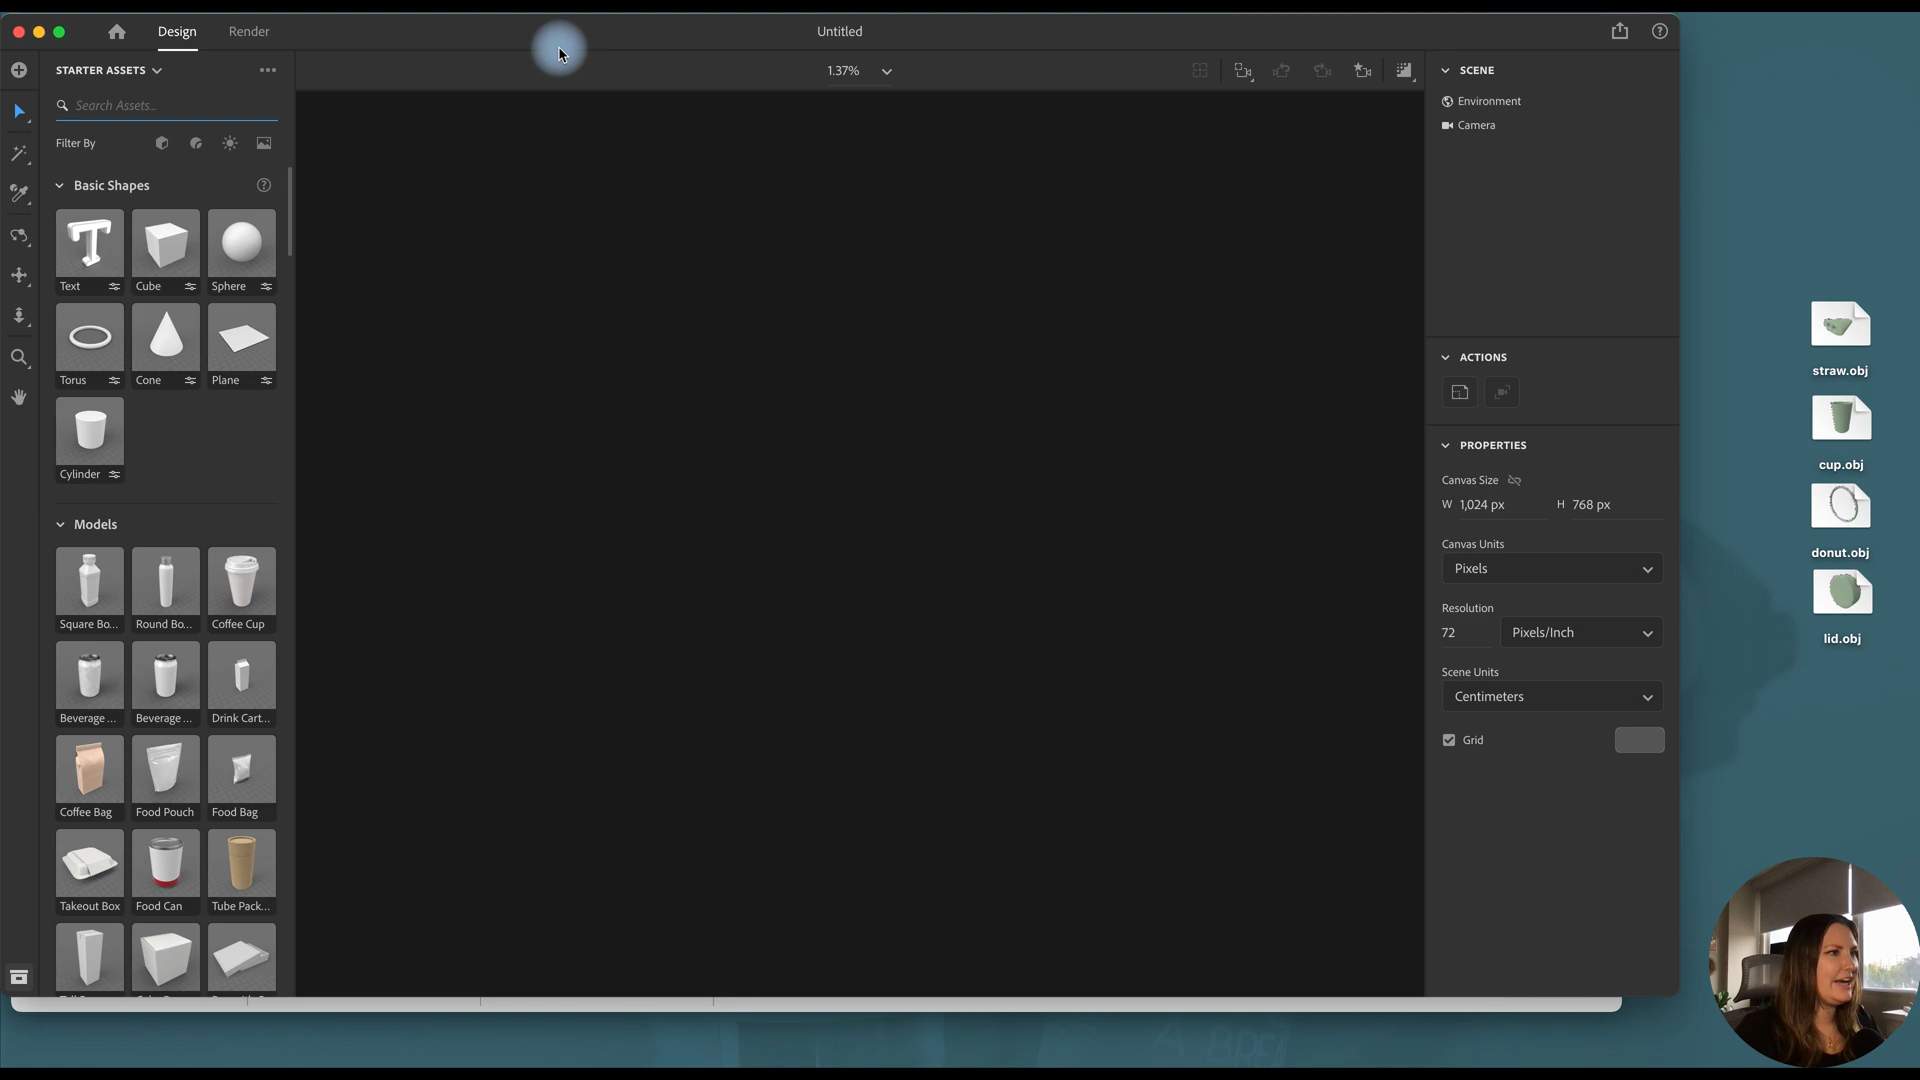 Design
Render
Untitled
STARTER ASSETS
1.37%
Search Assets...
Filter By
Basic Shapes
Text
Cube
Sphere
Torus
Cone
Plane
Cylinder
Models
Square Bo...
Round Bo...
Coffee Cup
Beverage ...
Beverage ...
Drink Cart...
Coffee Bag
Food Pouch
Food Bag
Takeout Box
Food Can
Tube Pack...
SCENE
Environment
Camera
ACTIONS
PROPERTIES
Canvas Size
W 1,024 px H 768 px
Canvas Units
Pixels
Resolution
72 Pixels/Inch
Scene Units
Centimeters
Grid
straw.obj
cup.obj
donut.obj
lid.obj